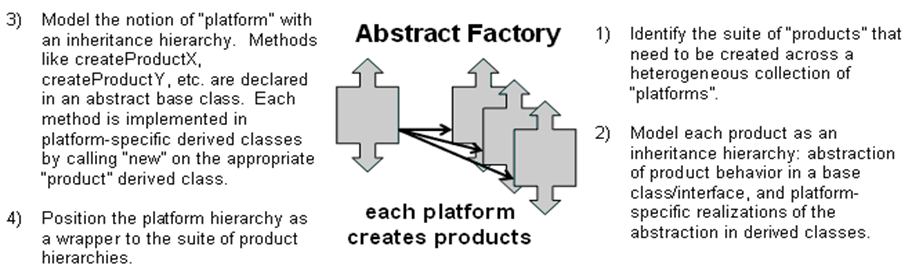 Abstract Factory
1) Identify the suite of "products" that
need to be created across a
heterogeneous collection of
"platforms".
2) Model each product as an
inheritance hierarchy: abstraction
of product behavior in a base
class/interface, and platform-
specific realizations of the
abstraction in derived classes.
3) Model the notion of "platform" with
an inheritance hierarchy. Methods
like createProductX,
createProductY, etc. are declared
in an abstract base class. Each
method is implemented in
platform-specific derived classes
by calling "new" on the appropriate
"product" derived class.
4) Position the platform hierarchy as
a wrapper to the suite of product
hierarchies.
each platform
creates products